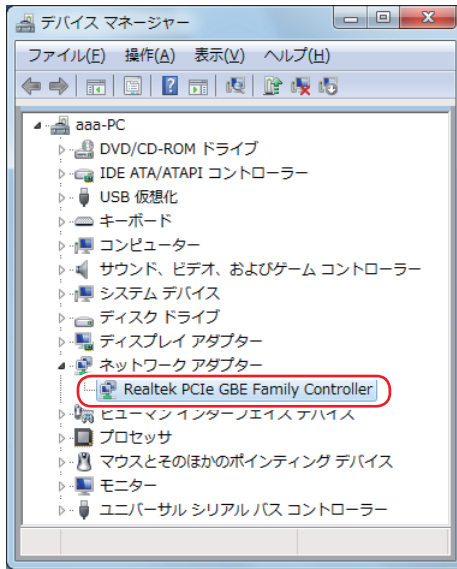 デバイス マネージャー
ファイル(F) 操作(A) 表示(V) ヘルプ(H)
aaa-PC
DVD/CD-ROM ドライブ
IDE ATA/ATAPI コントローラー
USB 仮想化
キーボード
コンピューター
サウンド、ビデオ、およびゲーム コントローラー
システム デバイス
ディスク ドライブ
ディスプレイ アダプター
ネットワーク アダプター
Realtek PCIe GBE Family Controller
ヒューマン インターフェイス デバイス
プロセッサ
マウスとそのほかのポインティング デバイス
モニター
ユニバーサル シリアル バス コントローラー